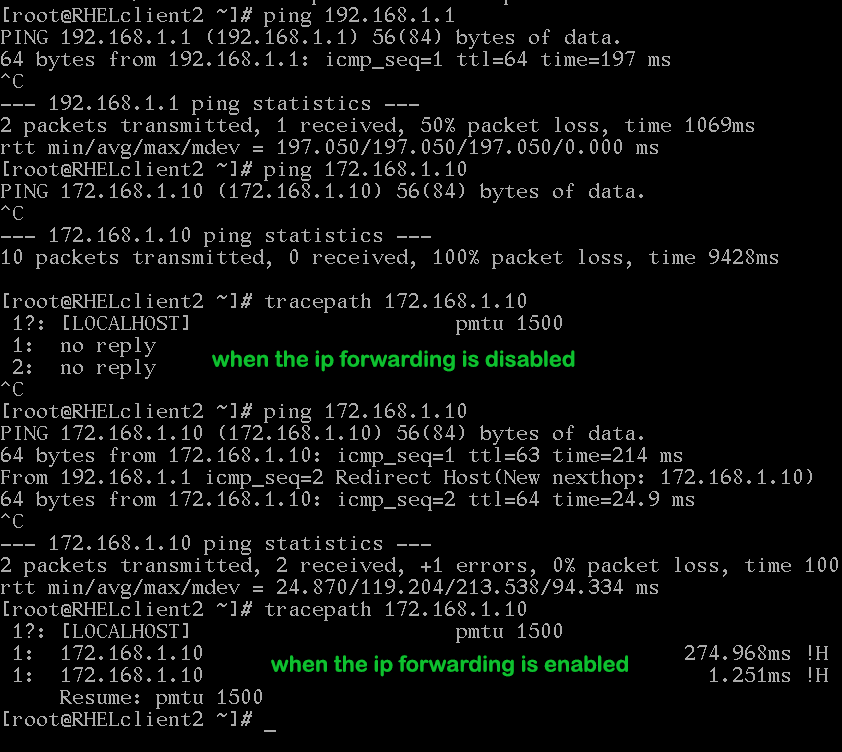 [root@RHELclient2 ~]# ping 192.168.1.1
PING 192.168.1.1 (192.168.1.1) 56(84) bytes of data.
64 bytes from 192.168.1.1: icmp_seq=1 ttl=64 time=197 ms
^C
--- 192.168.1.1 ping statistics ---
2 packets transmitted, 1 received, 50% packet loss, time 1069ms
rtt min/avg/max/mdev = 197.050/197.050/197.050/0.000 ms
[root@RHELclient2 ~]# ping 172.168.1.10
PING 172.168.1.10 (172.168.1.10) 56(84) bytes of data.
^C
--- 172.168.1.10 ping statistics ---
10 packets transmitted, 0 received, 100% packet loss, time 9428ms
[root@RHELclient2 ~]# tracepath 172.168.1.10
1?: [LOCALHOST] pmtu 1500
1: no reply
when the ip forwarding is disabled
2: no reply
^C
[root@RHELclient2 ~]# ping 172.168.1.10
PING 172.168.1.10 (172.168.1.10) 56(84) bytes of data.
64 bytes from 172.168.1.10: icmp_seq=1 ttl=63 time=214 ms
From 192.168.1.1 icmp_seq=2 Redirect Host(New nexthop: 172.168.1.10)
64 bytes from 172.168.1.10: icmp_seq=2 ttl=64 time=24.9 ms
^C
--- 172.168.1.10 ping statistics ---
2 packets transmitted, 2 received, +1 errors, 0% packet loss, time 100
rtt min/avg/max/mdev = 24.870/119.204/213.538/94.334 ms
[root@RHELclient2 ~]# tracepath 172.168.1.10
1?: [LOCALHOST] pmtu 1500
1: 172.168.1.10 274.968ms !H
when the ip forwarding is enabled
1: 172.168.1.10 1.251ms !H
Resume: pmtu 1500
[root@RHELclient2 ~]# _